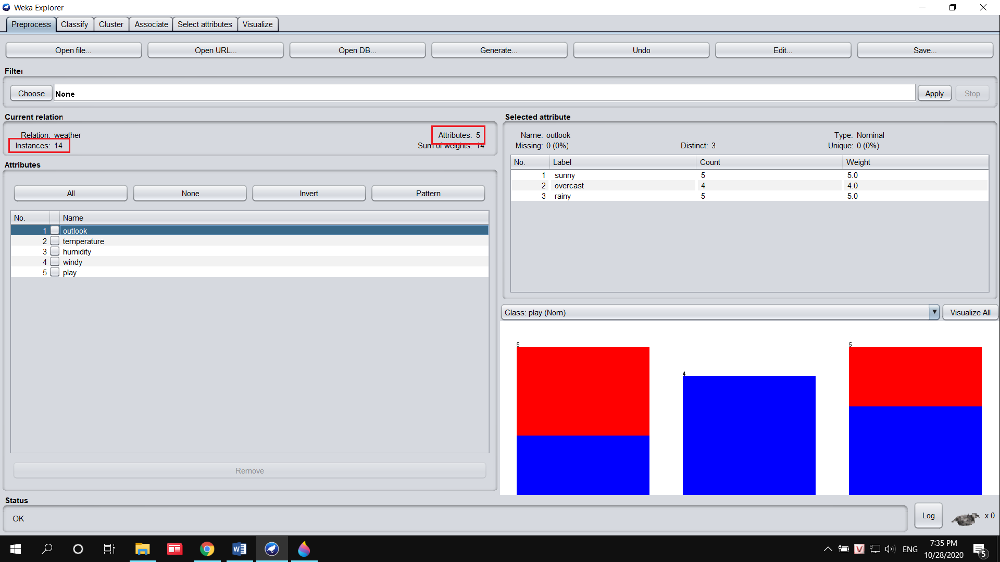 Weka Explorer
Preprocess Classify Cluster Associate Select attributes Visualize
Open file... Open URL... Open DB... Generate... Undo Edit... Save...
Filter
Choose None Apply Stop
Current relation
Relation: weather Attributes: 5
Instances: 14 Sum of weights: 14
Attributes
All None Invert Pattern
No. Name
1 outlook
2 temperature
3 humidity
4 windy
5 play
Remove
Selected attribute
Name: outlook Type: Nominal
Missing: 0 (0%) Distinct: 3 Unique: 0 (0%)
No. Label Count Weight
1 sunny 5 5.0
2 overcast 4 4.0
3 rainy 5 5.0
Class: play (Nom) Visualize All
5 4 5
Status
OK
Log x 0
ENG 7:35 PM
10/28/2020 5